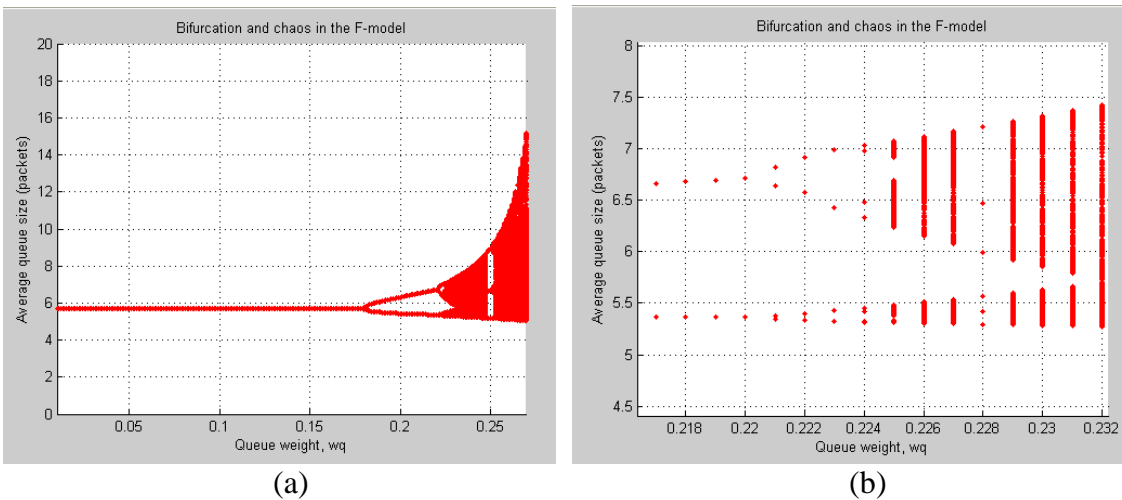 Bifurcation and chaos in the F-model
20
18
16
14
12
10
8
6
4
2
0
Average queue size (packets)
0.05 0.1 0.15 0.2 0.25
Queue weight, wq
(a)
Bifurcation and chaos in the F-model
8
7.5
7
6.5
6
5.5
5
4.5
Average queue size (packets)
0.218 0.22 0.222 0.224 0.226 0.228 0.23 0.232
Queue weight, wq
(b)